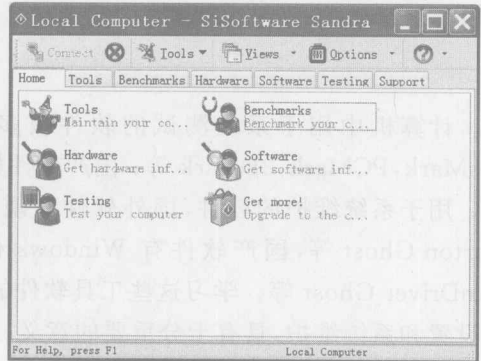 Local Computer - SiSoftware Sandra
Connect Tools Views Options
Home Tools Benchmarks Hardware Software Testing Support
Tools
Maintain your co..
Benchmarks
Benchmark your ...
Hardware
Get hardware inf...
Software
Get software inf...
Testing
Test your computer
Get more!
Upgrade to the c...
For Help, press F1
Local Computer